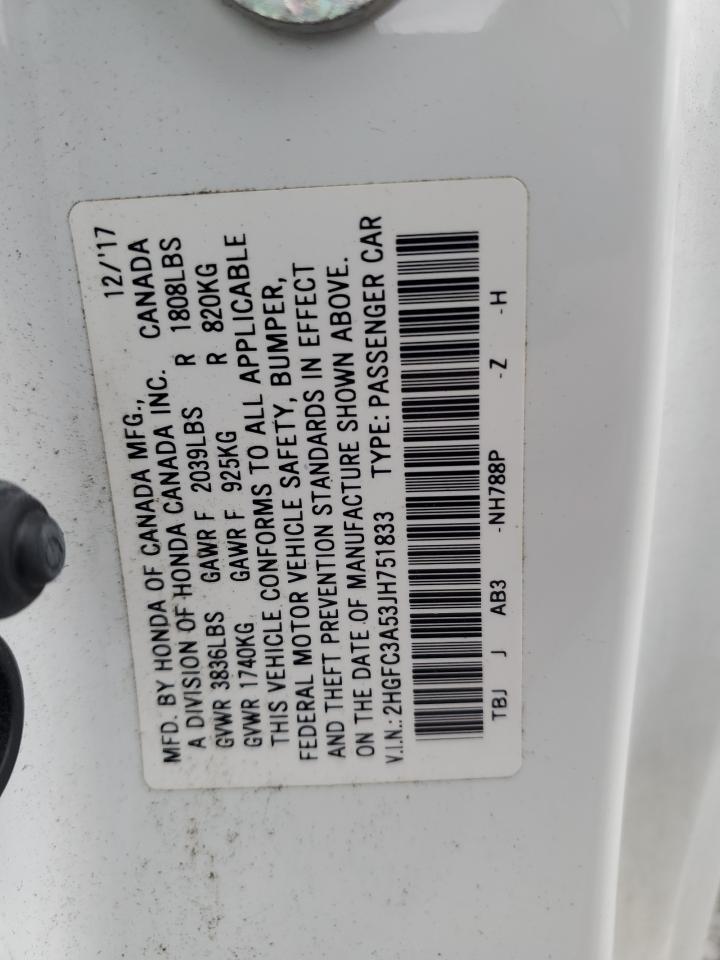 12/'17
MFD. BY HONDA OF CANADA MFG.,
A DIVISION OF HONDA CANADA INC. CANADA
GVWR 3836LBS GAWR F 2039LBS R 1808LBS
GVWR 1740KG GAWR F 925KG R 820KG
THIS VEHICLE CONFORMS TO ALL APPLICABLE
FEDERAL MOTOR VEHICLE SAFETY, BUMPER,
AND THEFT PREVENTION STANDARDS IN EFFECT
ON THE DATE OF MANUFACTURE SHOWN ABOVE.
V.I.N.: 2HGFC3A53JH751833 TYPE: PASSENGER CAR
TBJ J AB3 -NH788P -Z -H